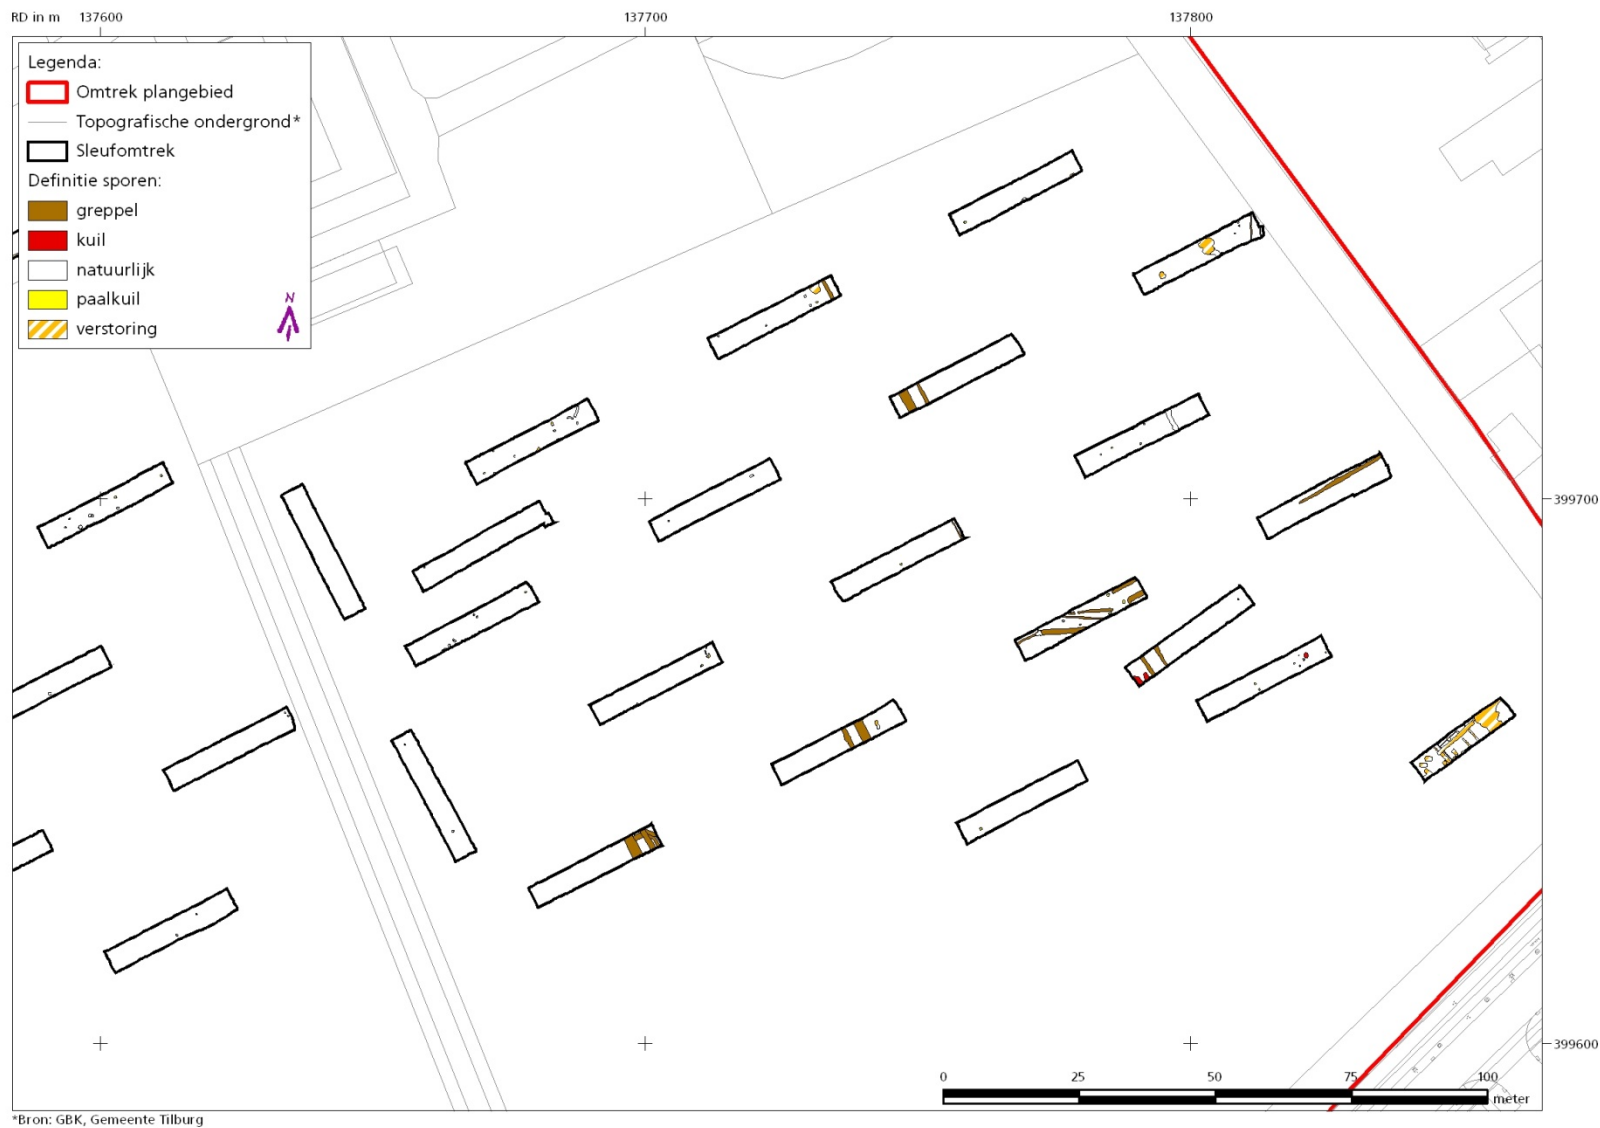 RD in m 137600 137700 137800
Legenda:
Omtrek plangebied
Topografische ondergrond*
Sleufomtrek
Definitie sporen:
greppel
kuil
natuurlijk
paalkuil
verstoring
N
399700
399600
0 25 50 75 100
meter
*Bron: GBK, Gemeente Tilburg